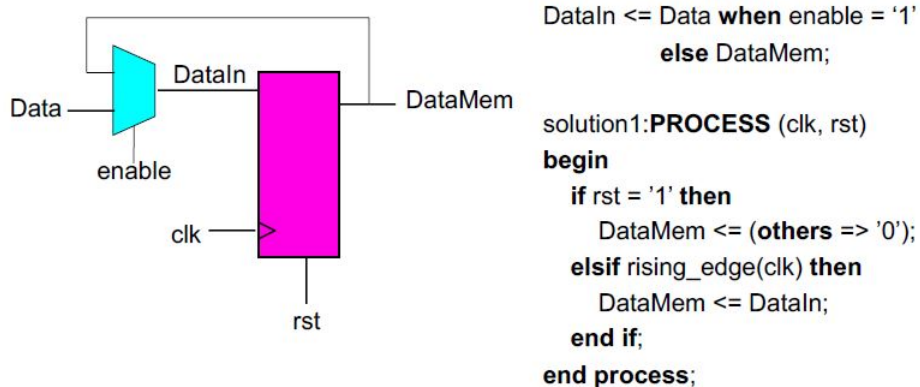 DataIn
Data
DataMem
enable
clk
rst
DataIn <= Data when enable = ‘1’
else DataMem;
solution1:PROCESS (clk, rst)
begin
if rst = ’1’ then
DataMem <= (others => ’0’);
elsif rising_edge(clk) then
DataMem <= DataIn;
end if;
end process;